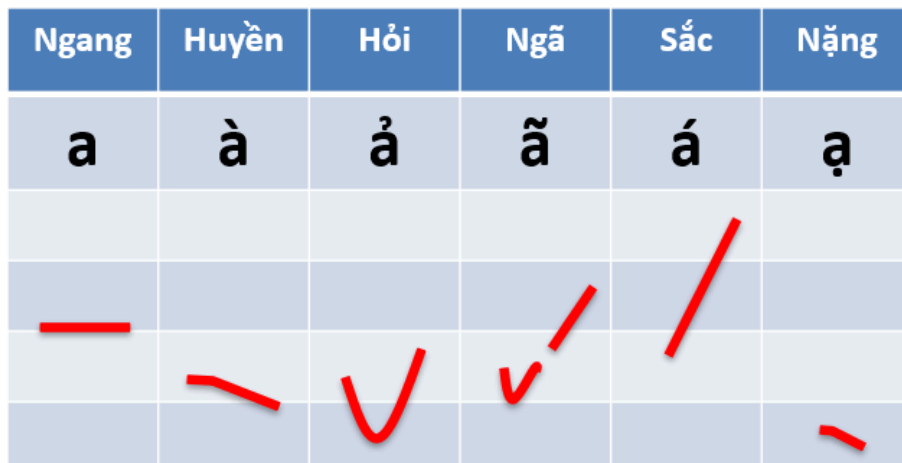 Ngang Huyền Hỏi Ngã Sắc Nặng
a à ả ã á ạ